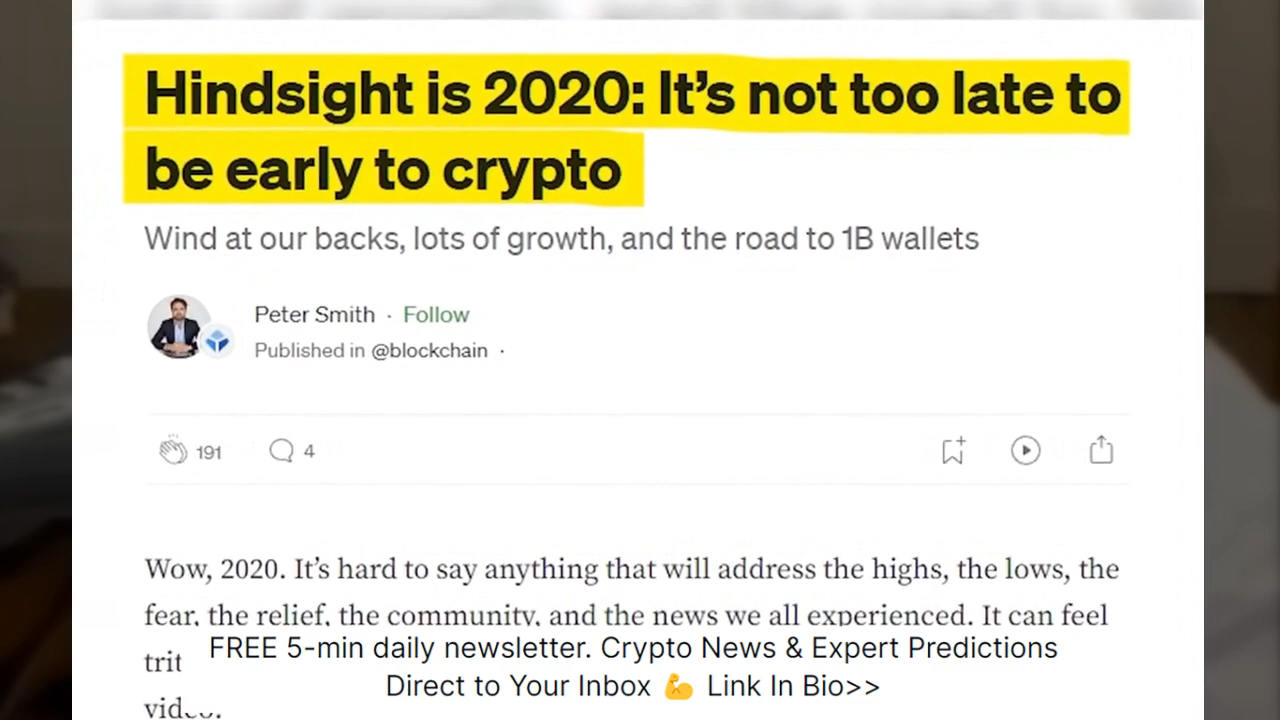 Hindsight is 2020: It's not too late to
be early to crypto
Wind at our backs, lots of growth, and the road to 1B wallets
Peter Smith · Follow
Published in @blockchain ·
191 4
Wow, 2020. It's hard to say anything that will address the highs, the lows, the
fear, the relief, the community, and the news we all experienced. It can feel
FREE 5-min daily newsletter. Crypto News & Expert Predictions
Direct to Your Inbox 💪 Link In Bio>>